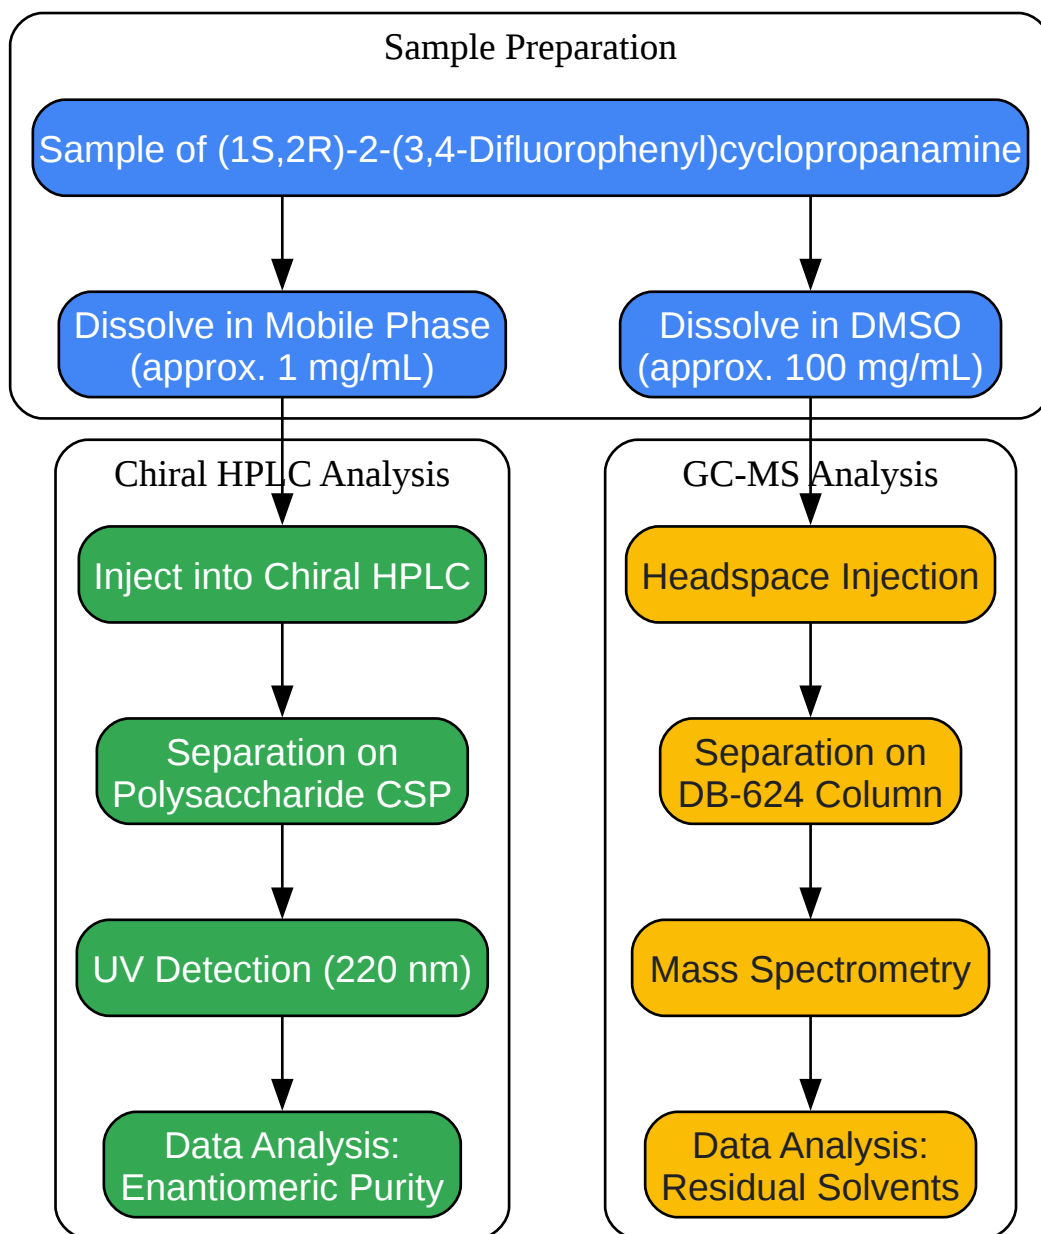 Sample Preparation
Sample of (1S,2R)-2-(3,4-Difluorophenyl)cyclopropanamine
Dissolve in Mobile Phase
(approx. 1 mg/mL)
Dissolve in DMSO
(approx. 100 mg/mL)
Chiral HPLC Analysis
Inject into Chiral HPLC
Separation on
Polysaccharide CSP
UV Detection (220 nm)
Data Analysis:
Enantiomeric Purity
GC-MS Analysis
Headspace Injection
Separation on
DB-624 Column
Mass Spectrometry
Data Analysis:
Residual Solvents